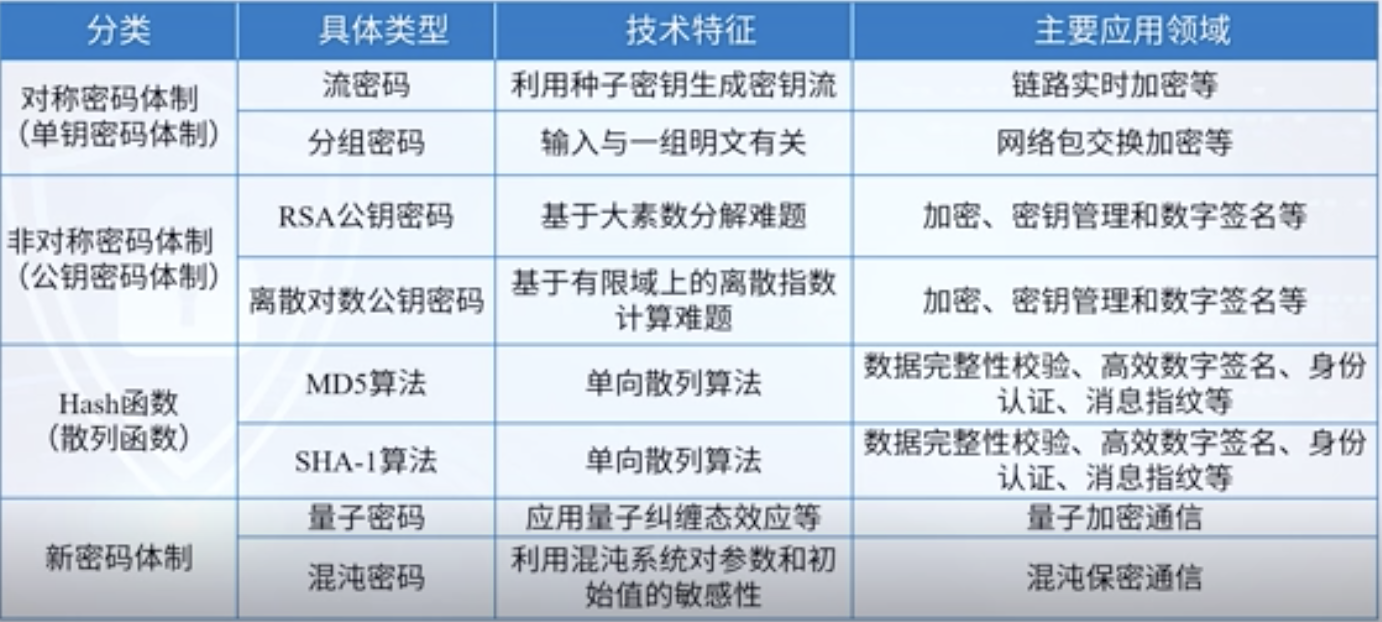 分类 具体类型 技术特征 主要应用领域
对称密码体制
（单钥密码体制）
流密码 利用种子密钥生成密钥流 链路实时加密等
分组密码 输入与一组明文有关 网络包交换加密等
非对称密码体制
（公钥密码体制）
RSA公钥密码 基于大素数分解难题 加密、密钥管理和数字签名等
离散对数公钥密码 基于有限域上的离散指数
计算难题
加密、密钥管理和数字签名等
Hash函数
（散列函数）
MD5算法 单向散列算法 数据完整性校验、高效数字签名、身份
认证、消息指纹等
SHA-1算法 单向散列算法 数据完整性校验、高效数字签名、身份
认证、消息指纹等
新密码体制
量子密码 应用量子纠缠态效应等 量子加密通信
混沌密码 利用混沌系统对参数和初
始值的敏感性
混沌保密通信